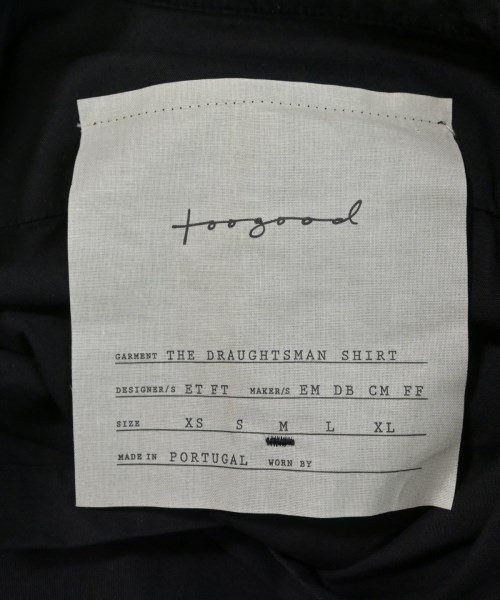 toogood
GARMENT THE DRAUGHTSMAN SHIRT
DESIGNER/S ET FT MAKER/S EM DB CM FF
SIZE XS S M L XL
MADE IN PORTUGAL WORN BY